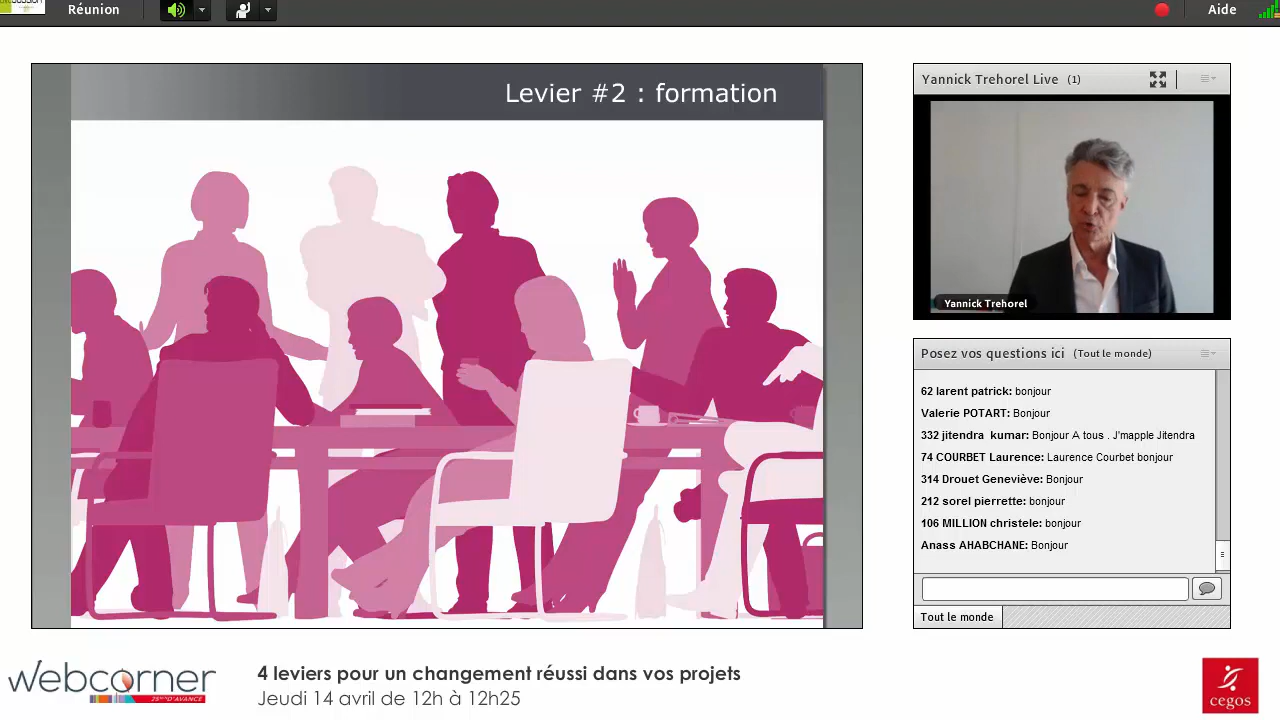 Réunion
Aide
Levier #2 : formation
Yannick Trehorel Live (1)
Yannick Trehorel
Posez vos questions ici (Tout le monde)
62 larent patrick: bonjour
Valerie POTART: Bonjour
332 jitendra kumar: Bonjour A tous . J'mapple Jitendra
74 COURBET Laurence: Laurence Courbet bonjour
314 Drouet Geneviève: Bonjour
212 sorel pierrette: bonjour
106 MILLION christele: bonjour
Anass AHABCHANE: Bonjour
Tout le monde
webcorner
25MN D'AVANCE
4 leviers pour un changement réussi dans vos projets
Jeudi 14 avril de 12h à 12h25
cegos